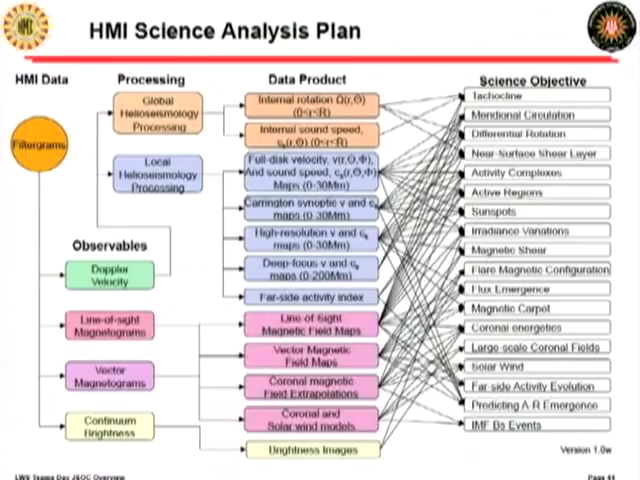 HMI Science Analysis Plan
HMI Data
Processing
Data Product
Science Objective
Filtergrams
Global
Helioseismology
Processing
Local
Helioseismology
Processing
Observables
Doppler
Velocity
Line-of-sight
Magnetograms
Vector
Magnetograms
Continuum
Brightness
Internal rotation Ω(r,Θ)
(0<r<R)
Internal sound speed,
cs(r,Θ) (0<r<R)
Full-disk velocity, v(r,Θ,Φ),
And sound speed, cs(r,Θ,Φ),
Maps (0-30Mm)
Carrington synoptic v and cs
maps (0-30Mm)
High-resolution v and cs
maps (0-30Mm)
Deep-focus v and cs
maps (0-200Mm)
Far-side activity index
Line-of-Sight
Magnetic Field Maps
Vector Magnetic
Field Maps
Coronal magnetic
Field Extrapolations
Coronal and
Solar wind models
Brightness Images
Tachocline
Meridional Circulation
Differential Rotation
Near-Surface Shear Layer
Activity Complexes
Active Regions
Sunspots
Irradiance Variations
Magnetic Shear
Flare Magnetic Configuration
Flux Emergence
Magnetic Carpet
Coronal energetics
Large-scale Coronal Fields
Solar Wind
Far-side Activity Evolution
Predicting A-R Emergence
IMF Bs Events
Version 1.0w
LWS Teams Day JSOC Overview
Page 44